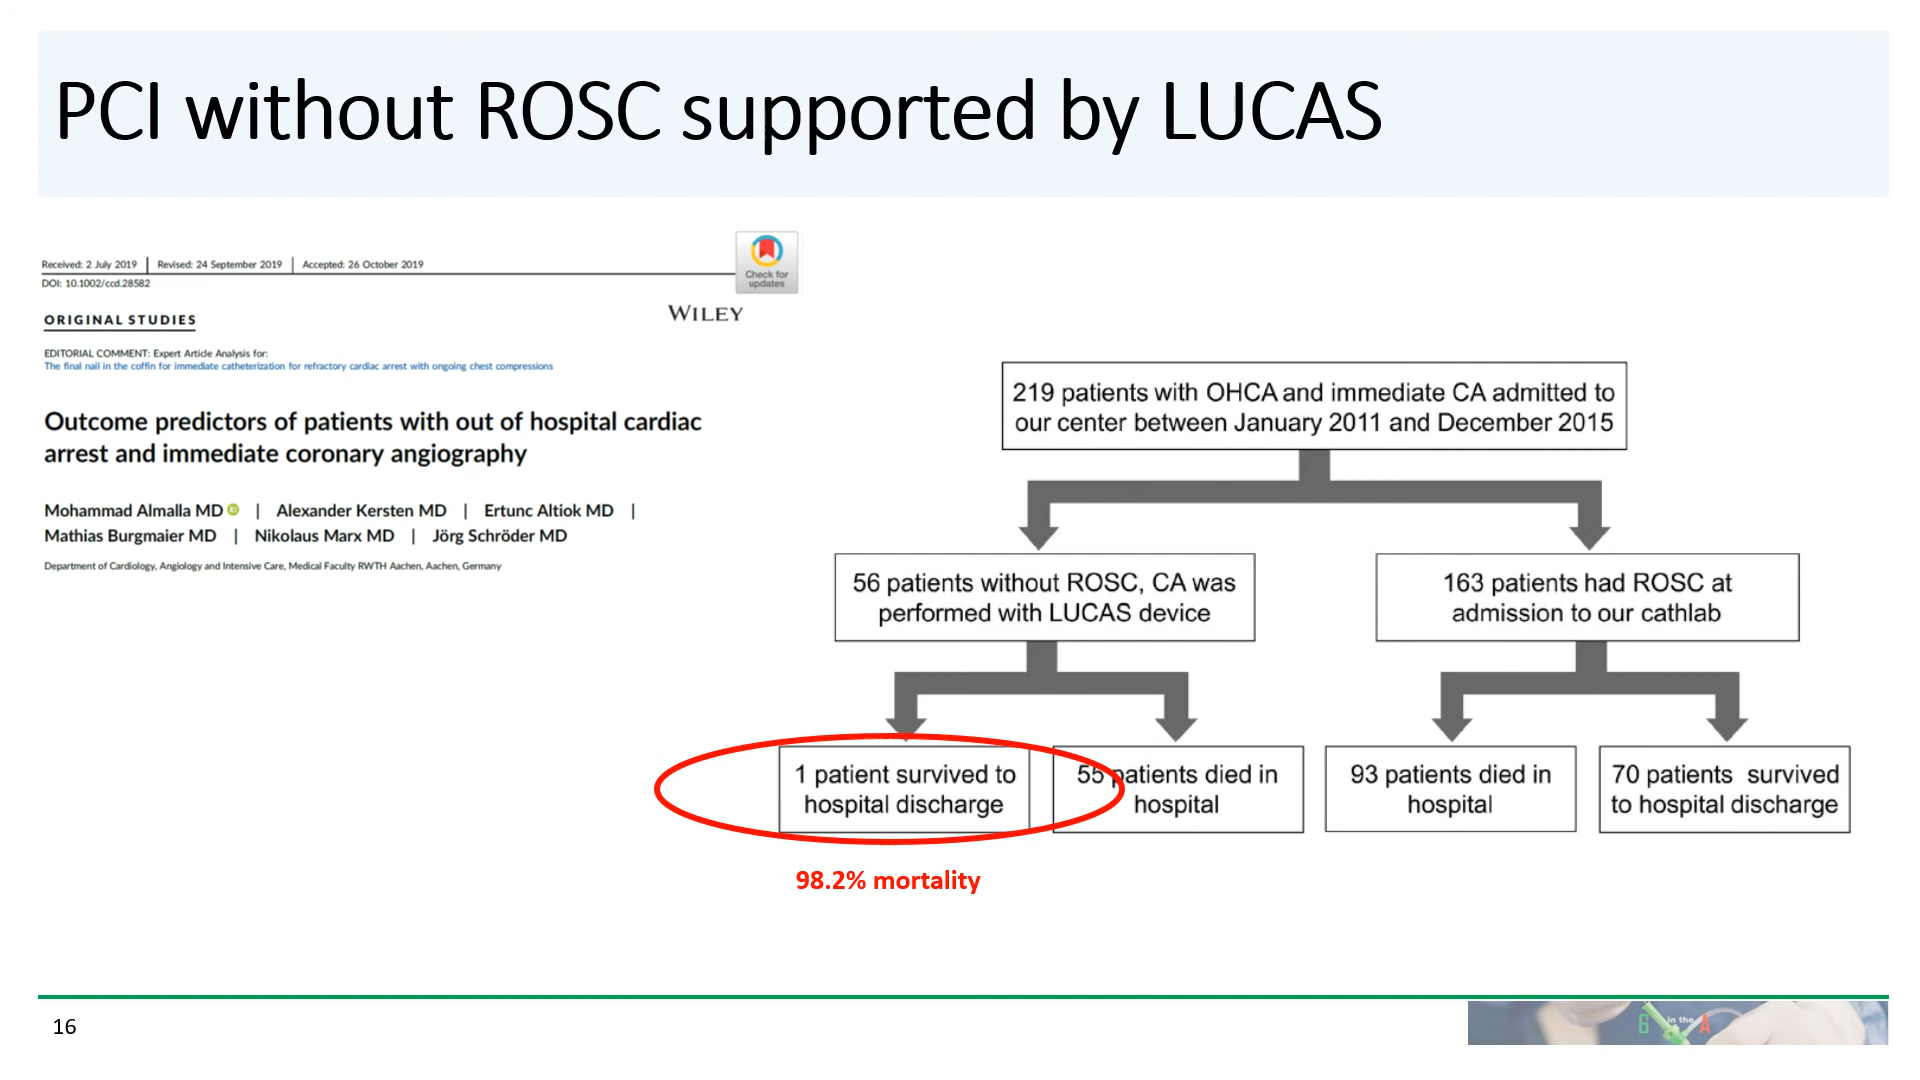 PCI without ROSC supported by LUCAS
Received: 2 July 2019 | Revised: 24 September 2019 | Accepted: 26 October 2019
DOI: 10.1002/ccd.28582
Check for
updates
WILEY
ORIGINAL STUDIES
EDITORIAL COMMENT: Expert Article Analysis for:
The final nail in the coffin for immediate catheterization for refractory cardiac arrest with ongoing chest compressions
Outcome predictors of patients with out of hospital cardiac
arrest and immediate coronary angiography
Mohammad Almalla MD | Alexander Kersten MD | Ertunc Altiok MD |
Mathias Burgmaier MD | Nikolaus Marx MD | Jörg Schröder MD
Department of Cardiology, Angiology and Intensive Care, Medical Faculty RWTH Aachen, Aachen, Germany
219 patients with OHCA and immediate CA admitted to
our center between January 2011 and December 2015
56 patients without ROSC, CA was
performed with LUCAS device
163 patients had ROSC at
admission to our cathlab
1 patient survived to
hospital discharge
55 patients died in
hospital
93 patients died in
hospital
70 patients survived
to hospital discharge
98.2% mortality
16
G in the A